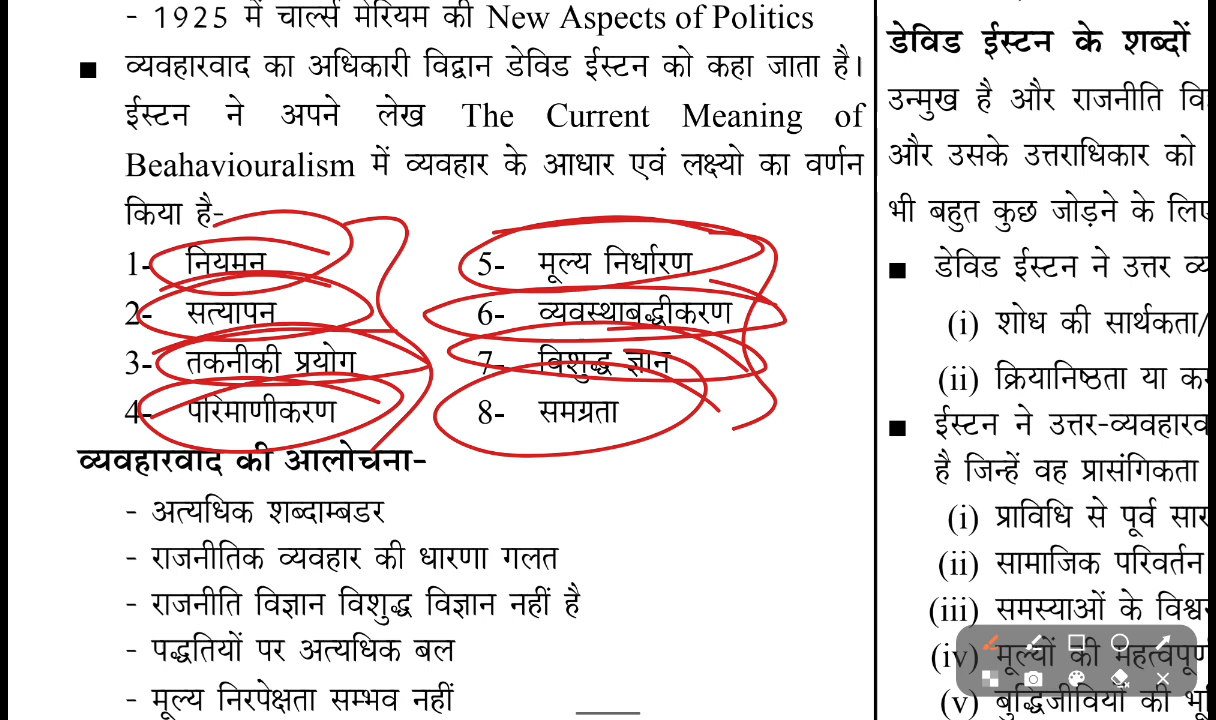 - 1925 में चार्ल्स मेरियम की New Aspects of Politics
■ व्यवहारवाद का अधिकारी विद्वान डेविड ईस्टन को कहा जाता है।
ईस्टन ने अपने लेख The Current Meaning of
Beahaviouralism में व्यवहार के आधार एवं लक्ष्यो का वर्णन
किया है-
1- नियमन
2- सत्यापन
3- तकनीकी प्रयोग
4- परिमाणीकरण
5- मूल्य निर्धारण
6- व्यवस्थाबद्धीकरण
7- विशुद्ध ज्ञान
8- समग्रता
व्यवहारवाद की आलोचना-
- अत्यधिक शब्दाम्बडर
- राजनीतिक व्यवहार की धारणा गलत
- राजनीति विज्ञान विशुद्ध विज्ञान नहीं है
- पद्धतियों पर अत्यधिक बल
- मूल्य निरपेक्षता सम्भव नहीं
डेविड ईस्टन के शब्दों
उन्मुख है और राजनीति
और उसके उत्तराधिकार को
भी बहुत कुछ जोड़ने के
■ डेविड ईस्टन ने उत्तर
(i) शोध की सार्थकता/
(ii) क्रियानिष्ठता या
■ ईस्टन ने उत्तर-
है जिन्हें वह प्रासंगिकता
(i) प्राविधि से पूर्व
(ii) सामाजिक परिवर्तन
(iii) समस्याओं के
(iv) मूल्यों की महत्वपूर्ण
(v) बुद्धिजीवियों की